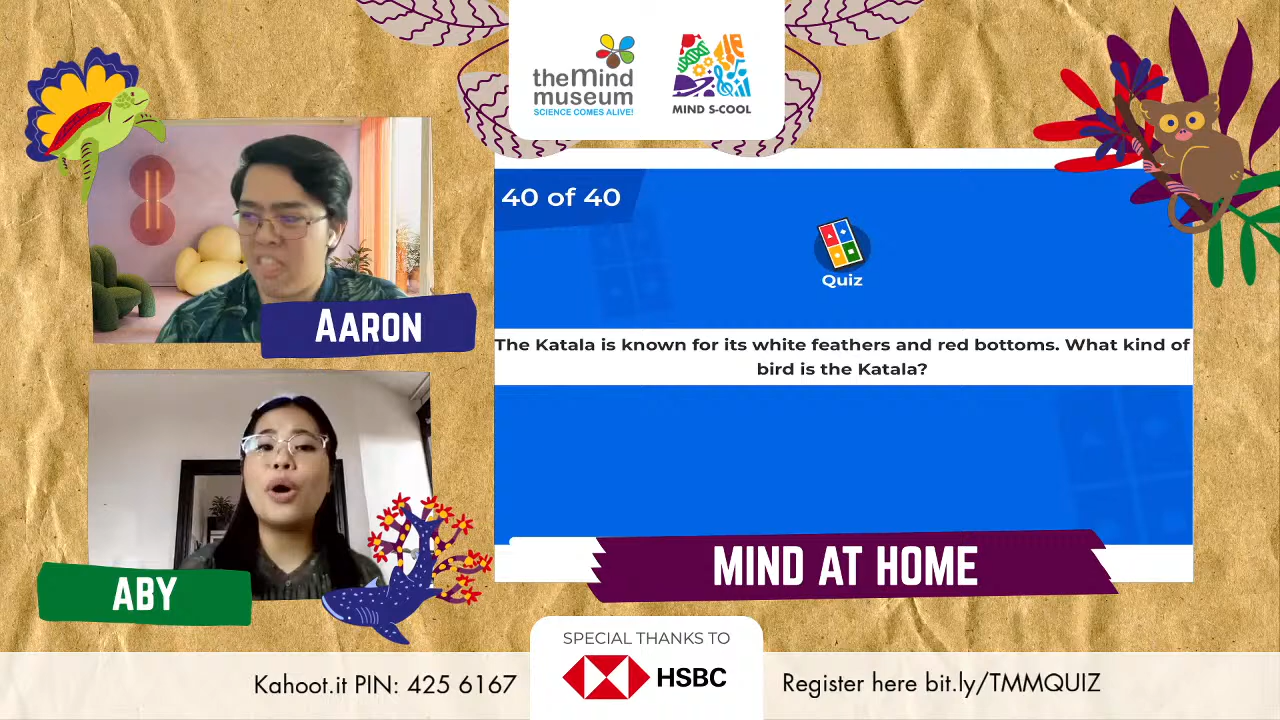 themind
museum
SCIENCE COMES ALIVE!
MIND S-COOL
40 of 40
Quiz
The Katala is known for its white feathers and red bottoms. What kind of
bird is the Katala?
AARON
ABY
MIND AT HOME
SPECIAL THANKS TO
HSBC
Kahoot.it PIN: 425 6167
Register here bit.ly/TMMQUIZ